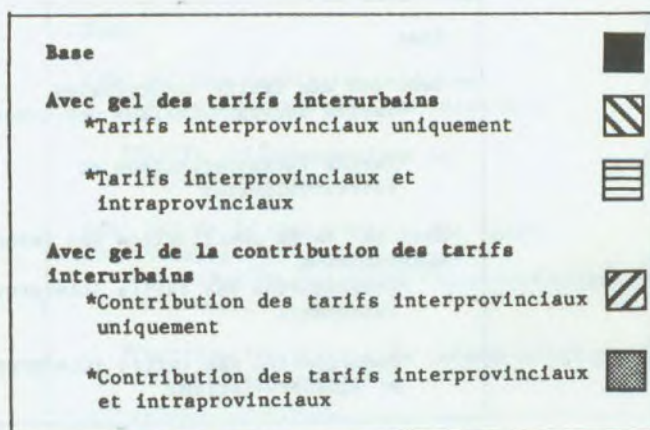 Base
Avec gel des tarifs interurbains
*Tarifs interprovinciaux uniquement
*Tarifs interprovinciaux et
intraprovinciaux
Avec gel de la contribution des tarifs
interurbains
*Contribution des tarifs interprovinciaux
uniquement
*Contribution des tarifs interprovinciaux
et intraprovinciaux